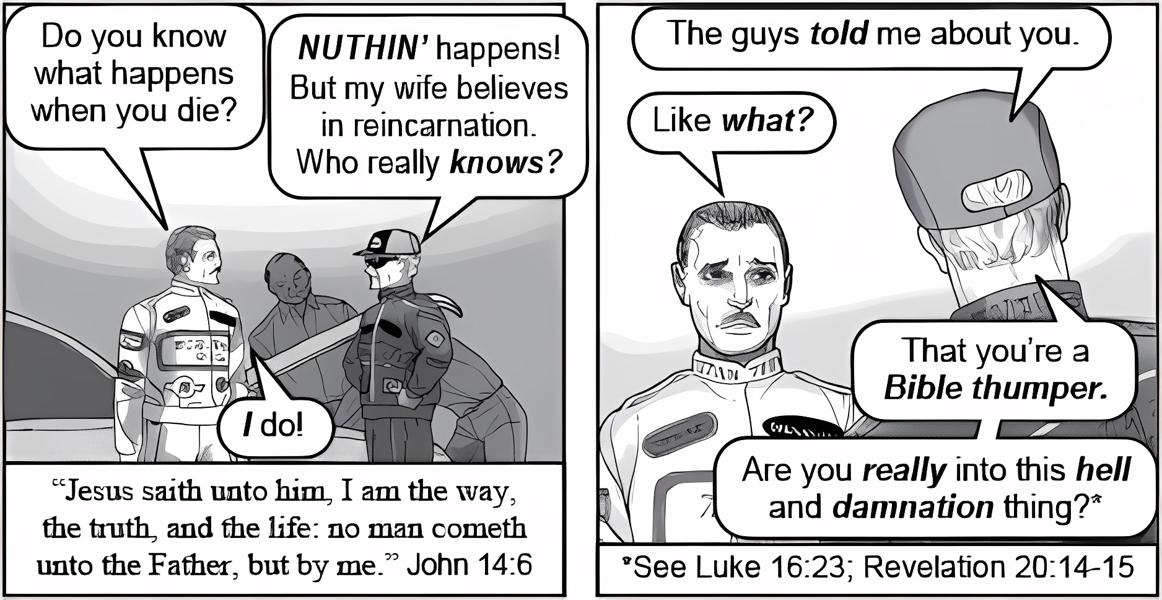 Do you know
what happens
when you die?
NUTHIN' happens!
But my wife believes
in reincarnation.
Who really knows?
I do!
“Jesus saith unto him, I am the way,
the truth, and the life: no man cometh
unto the Father, but by me.” John 14:6
The guys told me about you.
Like what?
That you're a
Bible thumper.
Are you really into this hell
and damnation thing?*
*See Luke 16:23; Revelation 20:14-15